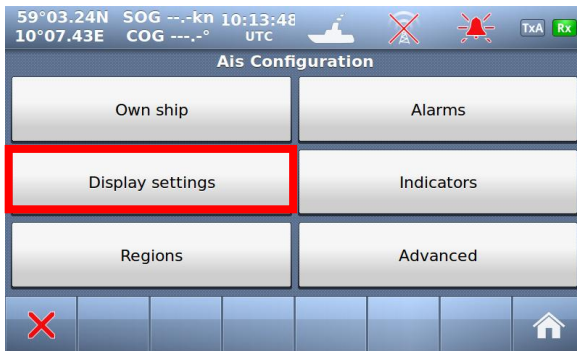 59°03.24N SOG --.-kn 10:13:48
10°07.43E COG ---.-° UTC
TxA Rx
Ais Configuration
Own ship
Alarms
Display settings
Indicators
Regions
Advanced